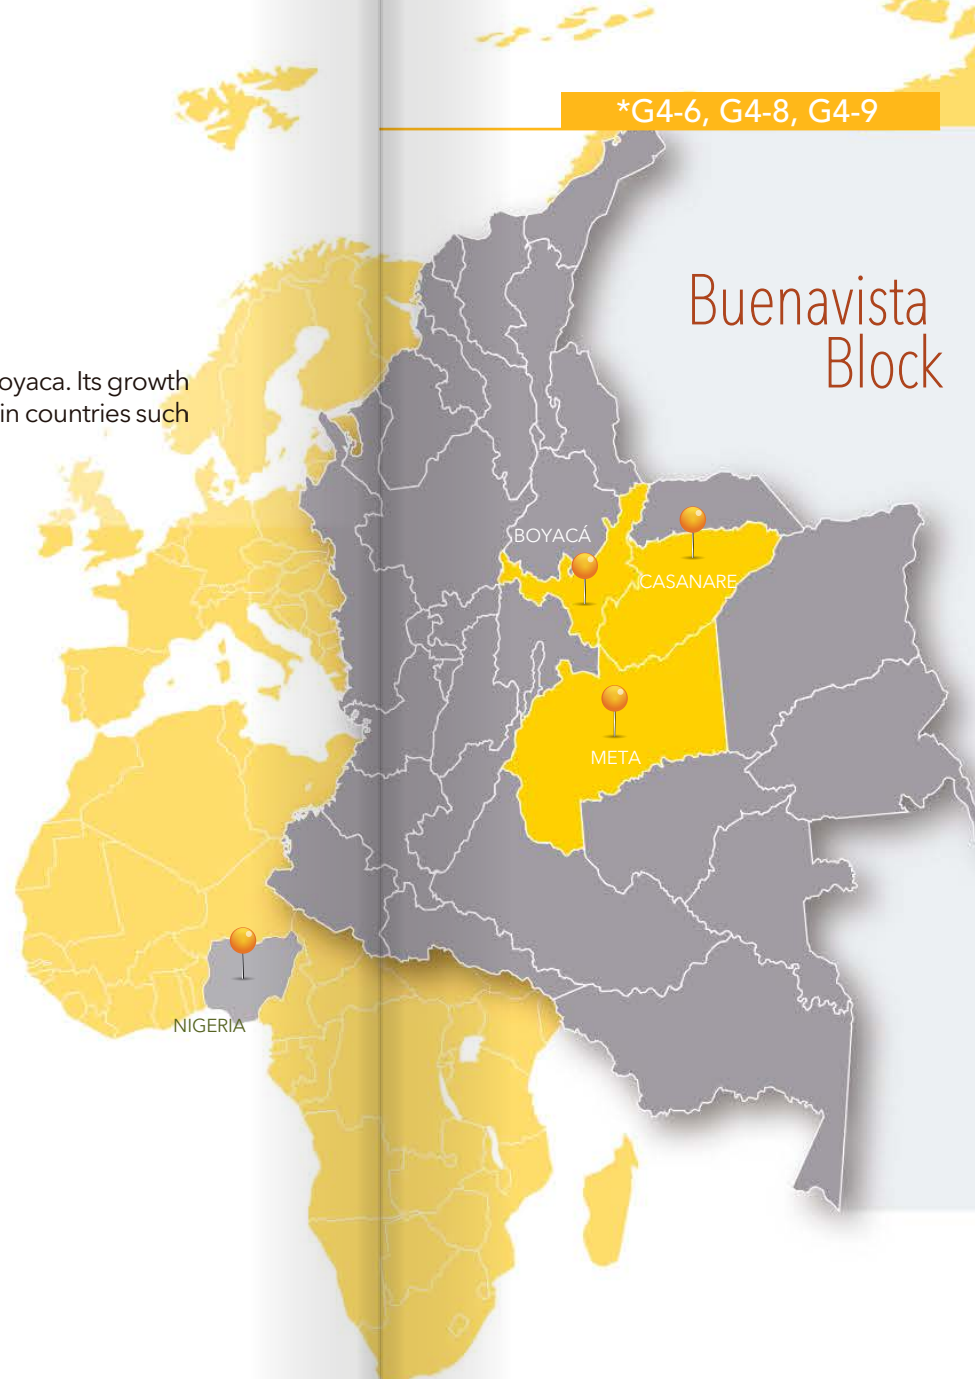 *G4-6, G4-8, G4-9
Buenavista
Block
oyaca. Its growth
in countries such
BOYACÁ
CASANARE
META
NIGERIA